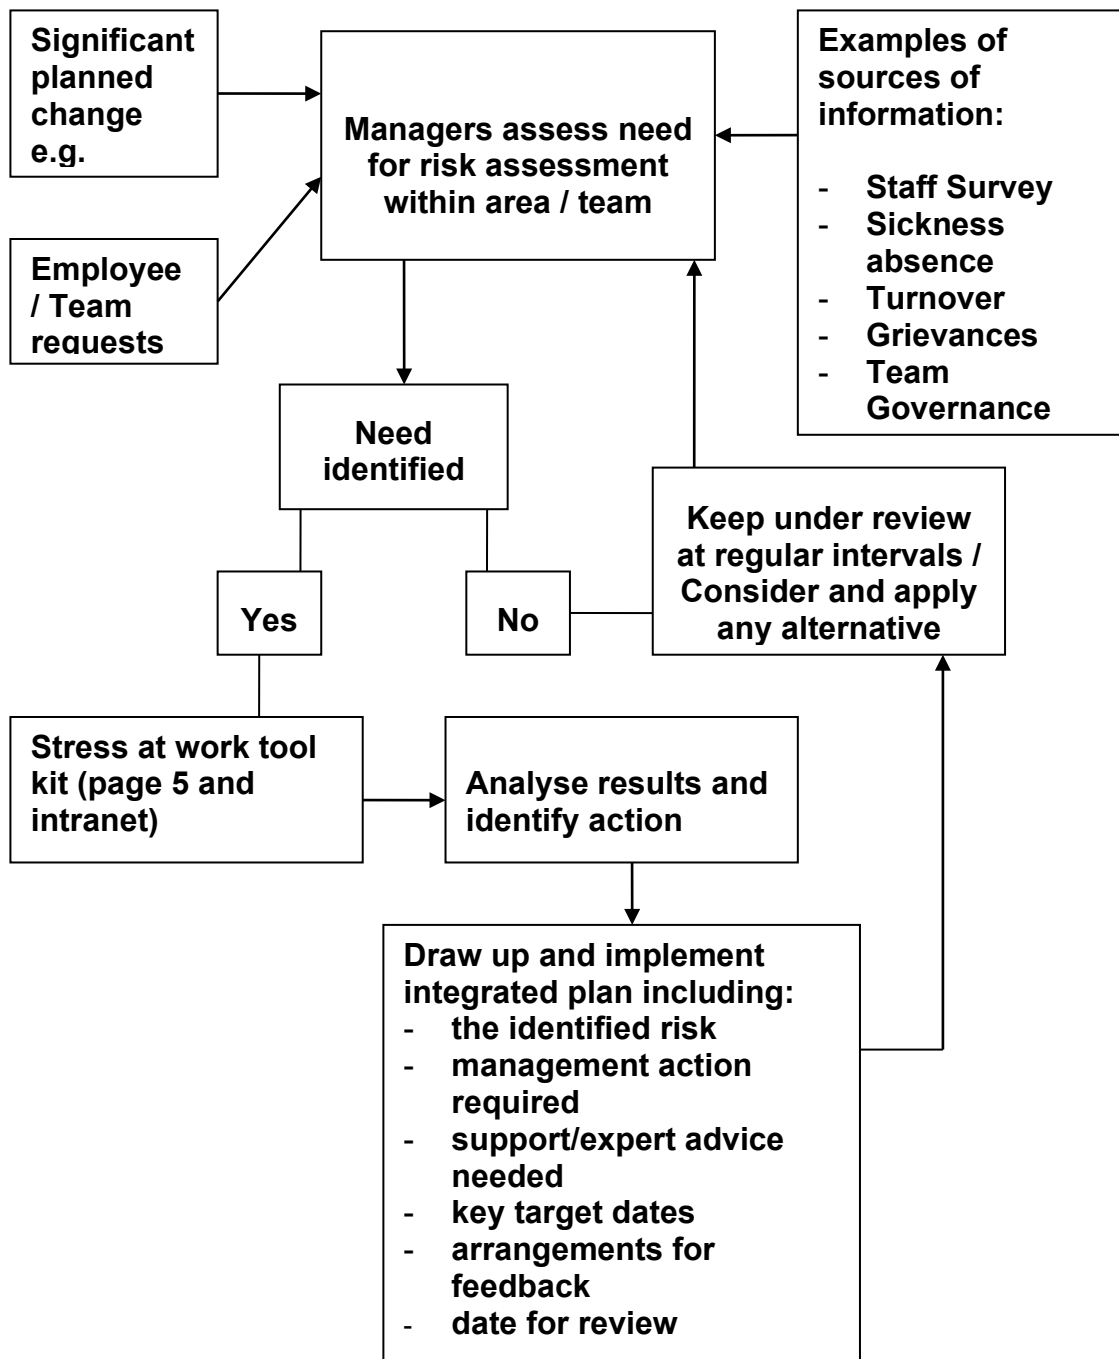 Significant
planned
change
e.g.
Employee
/ Team
requests
Managers assess need
for risk assessment
within area / team
Examples of
sources of
information:
- Staff Survey
- Sickness
absence
- Turnover
- Grievances
- Team
Governance
Need
identified
Yes
No
Keep under review
at regular intervals /
Consider and apply
any alternative
Stress at work tool
kit (page 5 and
intranet)
Analyse results and
identify action
Draw up and implement
integrated plan including:
- the identified risk
- management action
required
- support/expert advice
needed
- key target dates
- arrangements for
feedback
- date for review